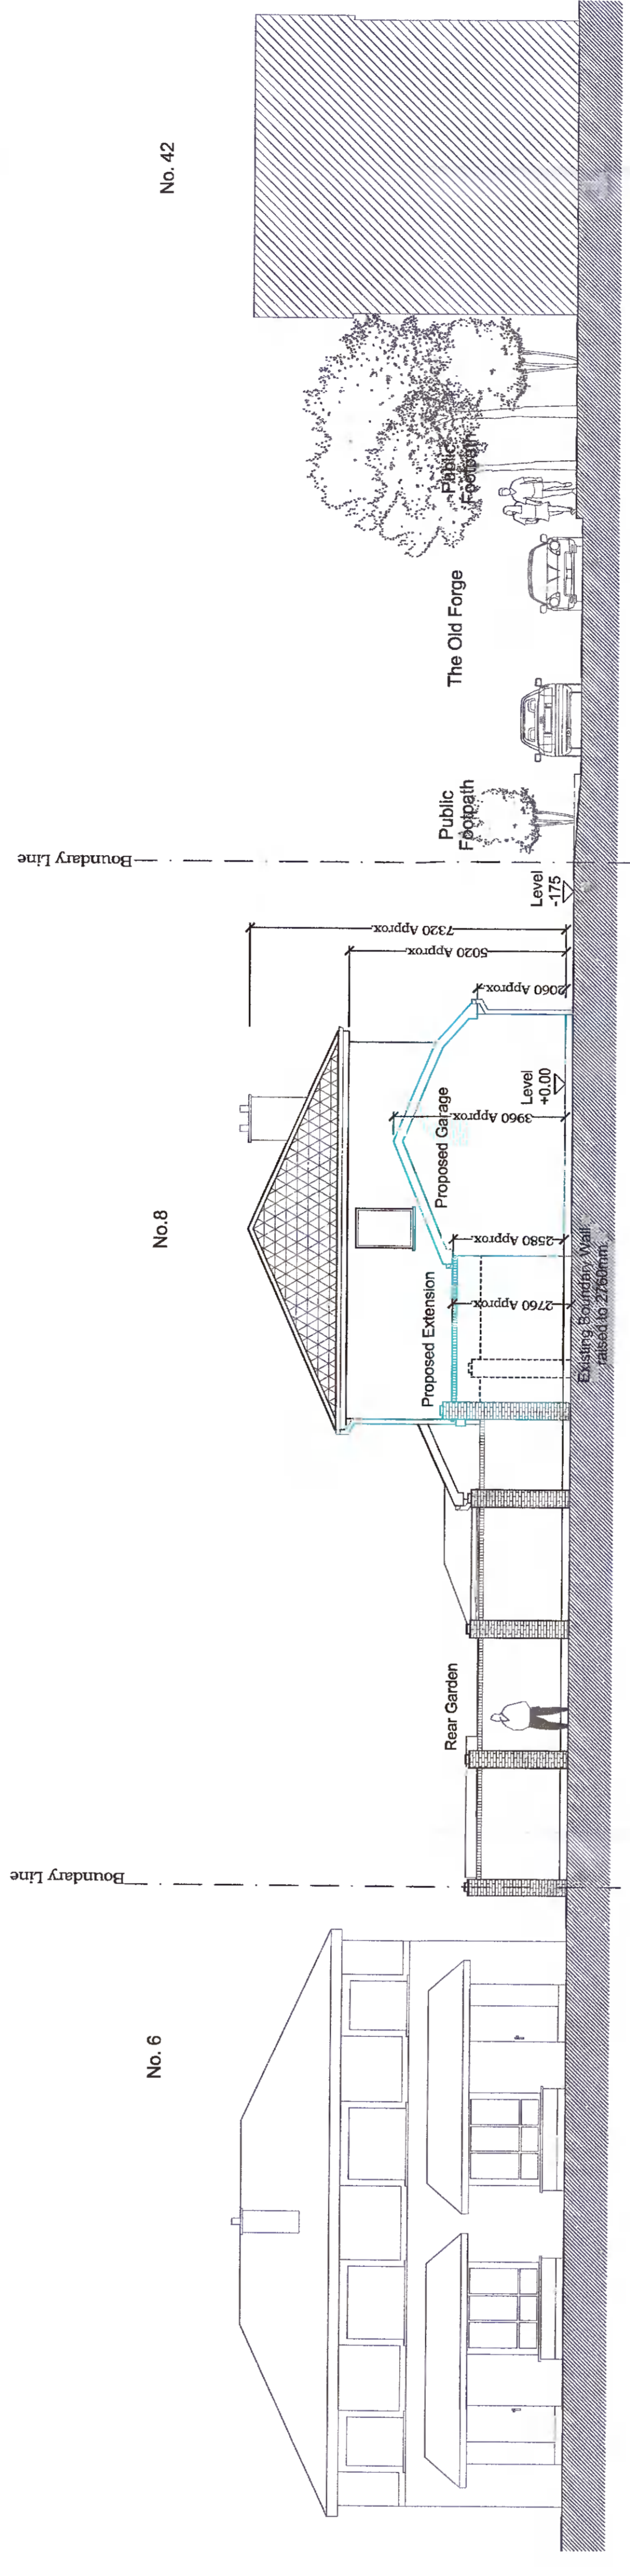 No. 6
No.8
No. 42
Boundary Line
Boundary Line
7320 Approx.
5020 Approx.
2060 Approx.
3960 Approx.
2580 Approx.
2760 Approx.
Rear Garden
Proposed Extension
Proposed Garage
Level
+0.00
Level
-175
Existing Boundary Wall
raised to 2760mm
Public
Footpath
The Old Forge
Public
Footpath